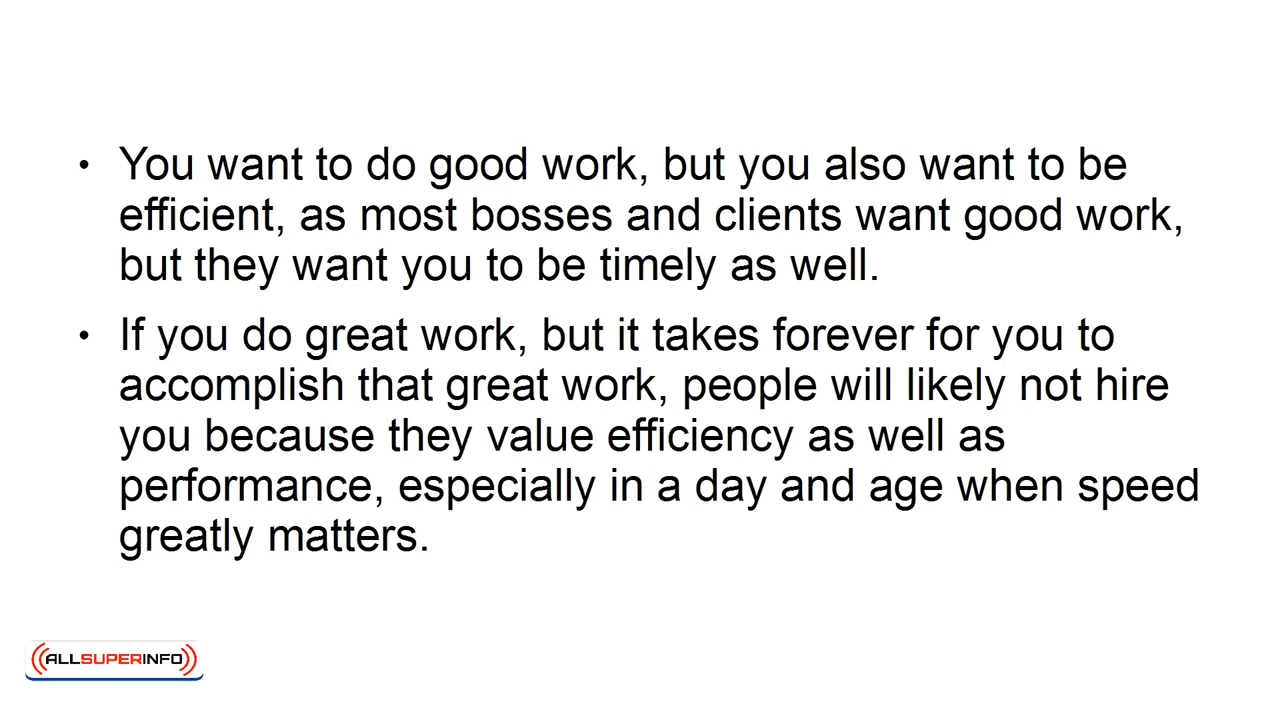 • You want to do good work, but you also want to be
efficient, as most bosses and clients want good work,
but they want you to be timely as well.
• If you do great work, but it takes forever for you to
accomplish that great work, people will likely not hire
you because they value efficiency as well as
performance, especially in a day and age when speed
greatly matters.
ALLSUPERINFO